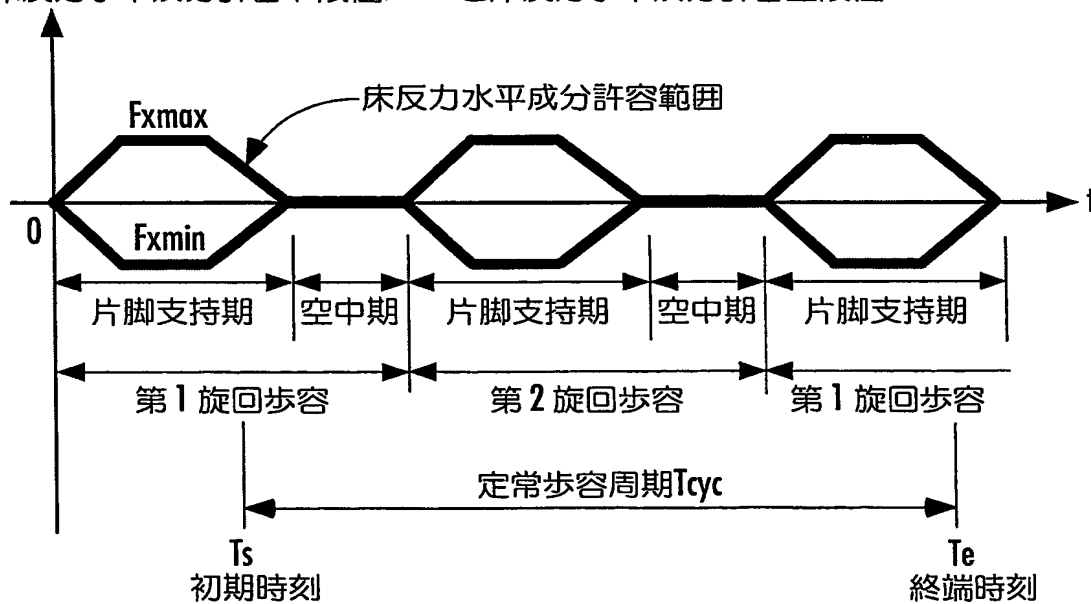 Fxmax
床反力水平成分許容範囲
t
0
Fxmin
片脚支持期 空中期 片脚支持期 空中期 片脚支持期
第1旋回歩容 第2旋回歩容 第1旋回歩容
定常歩容周期Tcyc
Ts Te
初期時刻 終端時刻